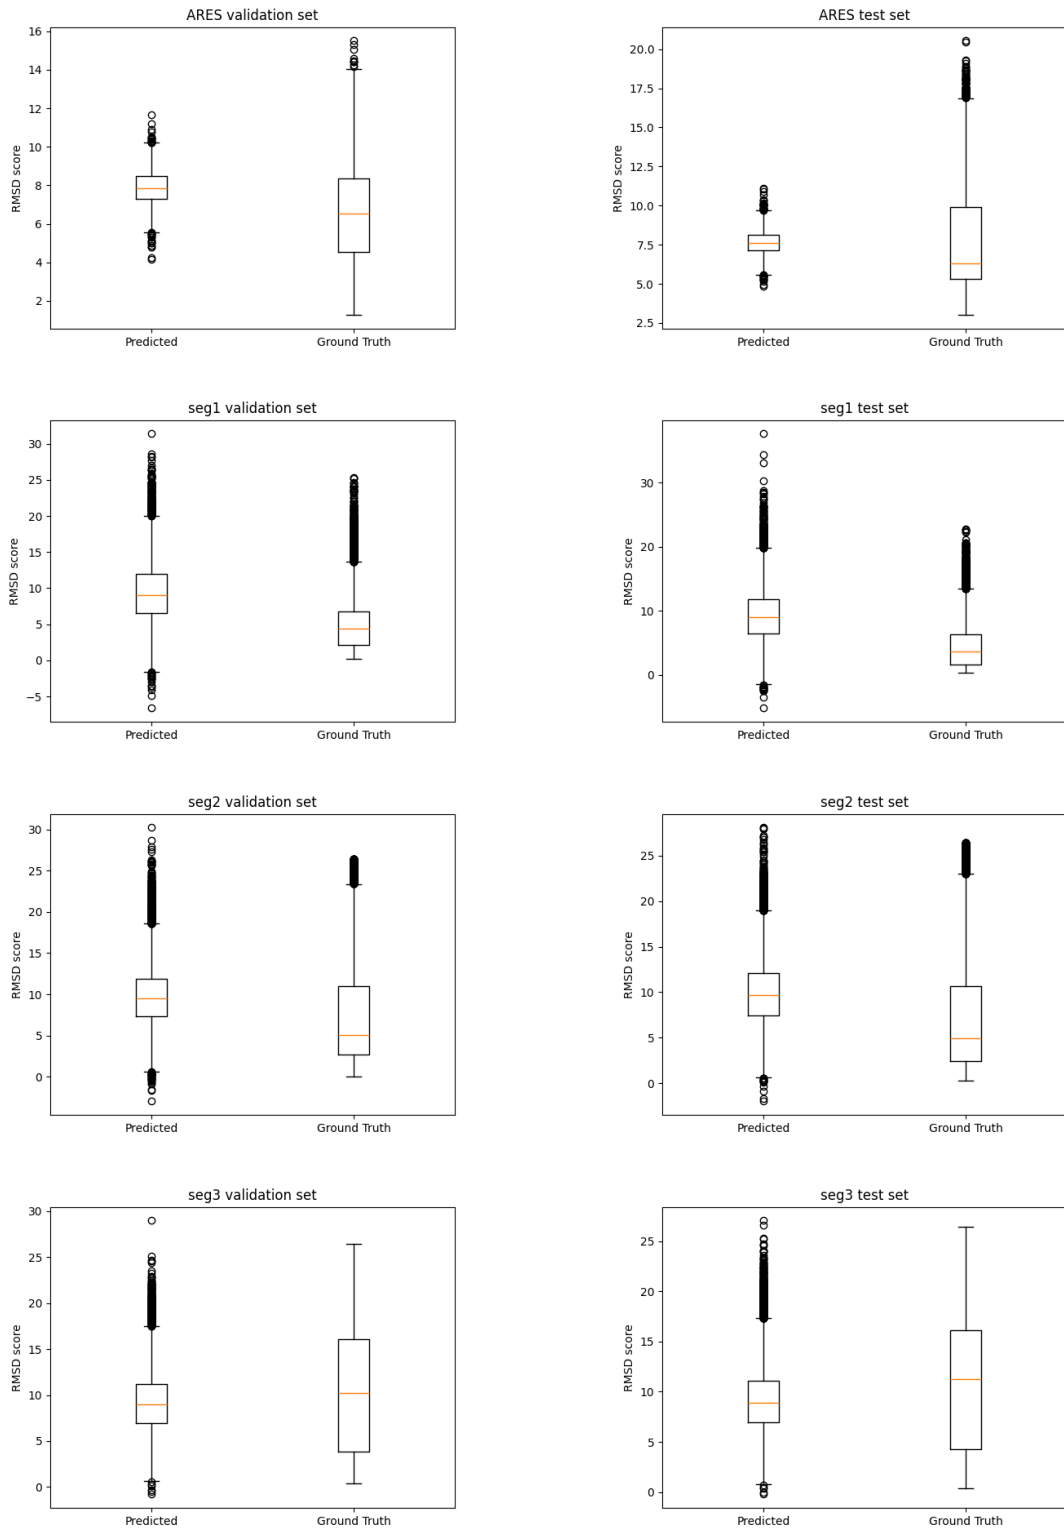 ARES validation set
16
14
12
10
8
6
4
2
RMSD score
Predicted
Ground Truth
ARES test set
20.0
17.5
15.0
12.5
10.0
7.5
5.0
2.5
RMSD score
Predicted
Ground Truth
seg1 validation set
30
25
20
15
10
5
0
−5
RMSD score
Predicted
Ground Truth
seg1 test set
30
20
10
0
RMSD score
Predicted
Ground Truth
seg2 validation set
30
25
20
15
10
5
0
RMSD score
Predicted
Ground Truth
seg2 test set
25
20
15
10
5
0
RMSD score
Predicted
Ground Truth
seg3 validation set
30
25
20
15
10
5
0
RMSD score
Predicted
Ground Truth
seg3 test set
25
20
15
10
5
0
RMSD score
Predicted
Ground Truth